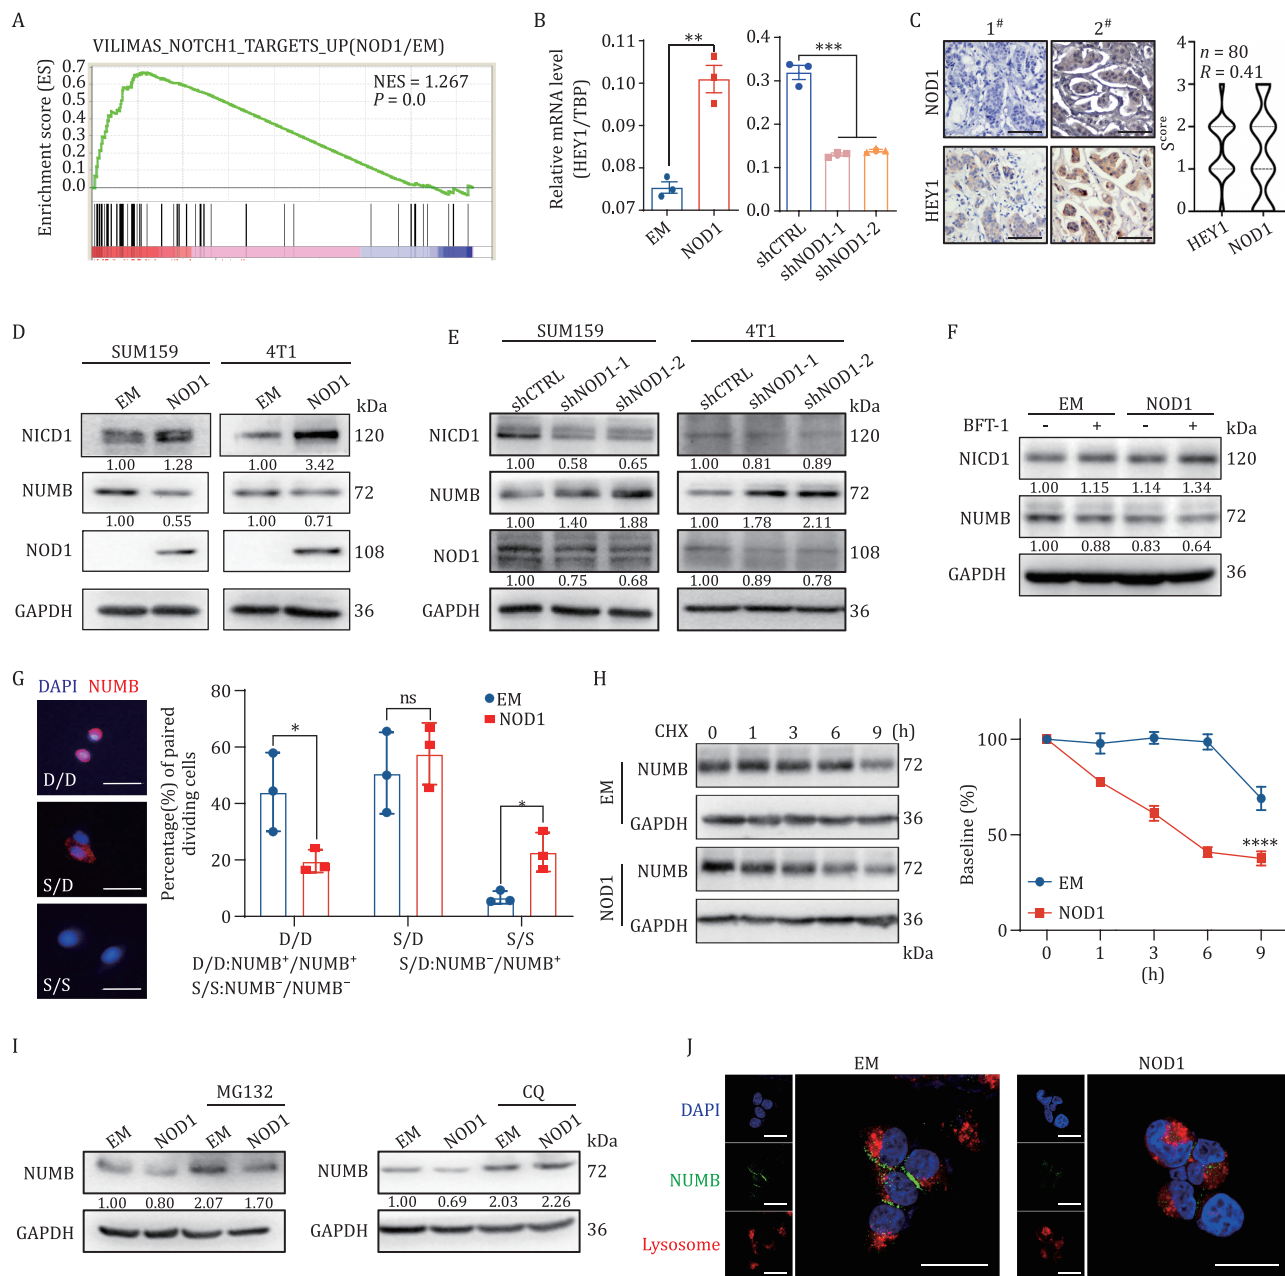 A
VILIMAS_NOTCH1_TARGETS_UP(NOD1/EM)
Enrichment score (ES)
0.7
0.6
0.5
0.4
0.3
0.2
0.1
0.0
NES = 1.267
P = 0.0
B
Relative mRNA level
(HEY1/TBP)
0.11
0.10
0.09
0.08
0.07
**
EM
NOD1
0.4
0.3
0.2
0.1
0.0
***
shCTRL
shNOD1-1
shNOD1-2
C
1#
2#
NOD1
HEY1
n = 80
R = 0.41
Sscore
4
3
2
1
0
HEY1
NOD1
D
SUM159
4T1
EM
NOD1
EM
NOD1
kDa
NICD1
120
1.00 1.28 1.00 3.42
NUMB
72
1.00 0.55 1.00 0.71
NOD1
108
GAPDH
36
E
SUM159
4T1
shCTRL
shNOD1-1
shNOD1-2
shCTRL
shNOD1-1
shNOD1-2
kDa
NICD1
120
1.00 0.58 0.65 1.00 0.81 0.89
NUMB
72
1.00 1.40 1.88 1.00 1.78 2.11
NOD1
108
1.00 0.75 0.68 1.00 0.89 0.78
GAPDH
36
F
EM
NOD1
BFT-1 - + - +
kDa
NICD1
120
1.00 1.15 1.14 1.34
NUMB
72
1.00 0.88 0.83 0.64
GAPDH
36
G
DAPI NUMB
D/D
S/D
S/S
Percentage(%) of paired
dividing cells
80
60
40
20
0
*
ns
*
EM
NOD1
D/D
S/D
S/S
D/D:NUMB⁺/NUMB⁺
S/D:NUMB⁻/NUMB⁺
S/S:NUMB⁻/NUMB⁻
H
CHX 0 1 3 6 9 (h)
EM
NUMB
72
GAPDH
36
NOD1
NUMB
72
GAPDH
36
kDa
Baseline (%)
100
50
0
****
EM
NOD1
0 1 3 6 9
(h)
I
MG132
EM
NOD1
EM
NOD1
NUMB
1.00 0.80 2.07 1.70
GAPDH
CQ
EM
NOD1
EM
NOD1
kDa
NUMB
72
1.00 0.69 2.03 2.26
GAPDH
36
J
EM
NOD1
DAPI
NUMB
Lysosome